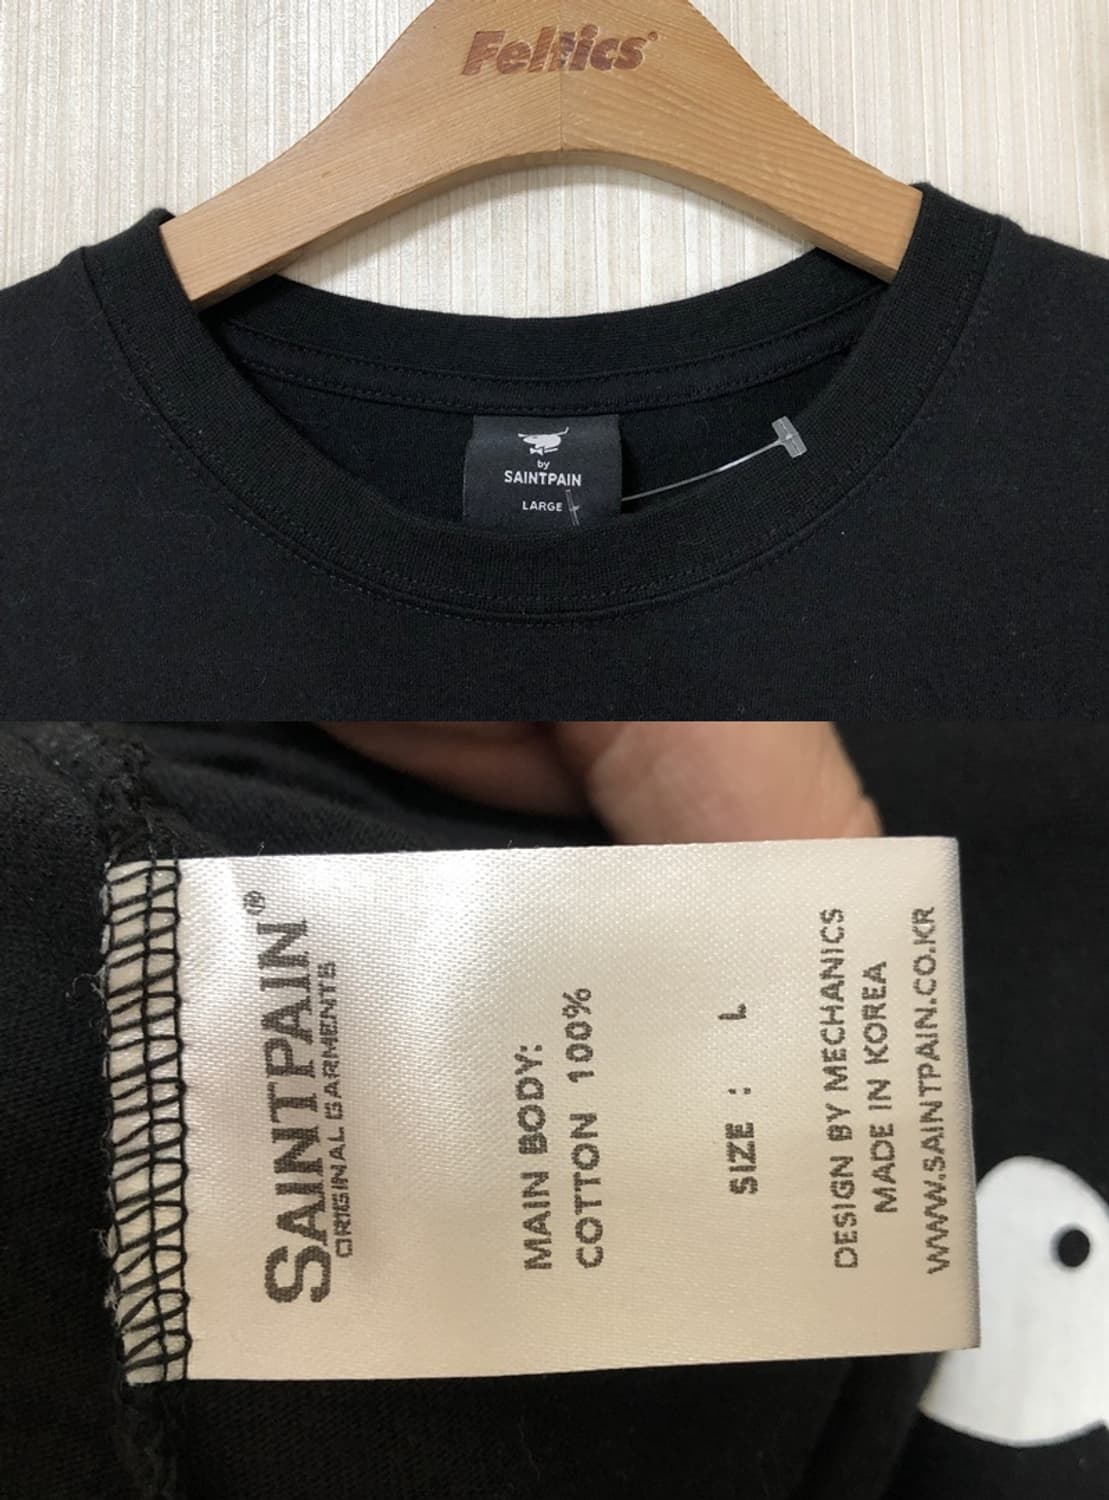 Feltics®
by
SAINTPAIN
LARGE
SAINTPAIN®
ORIGINAL GARMENTS
MAIN BODY:
COTTON 100%
SIZE : L
DESIGN BY MECHANICS
MADE IN KOREA
WWW.SAINTPAIN.CO.KR